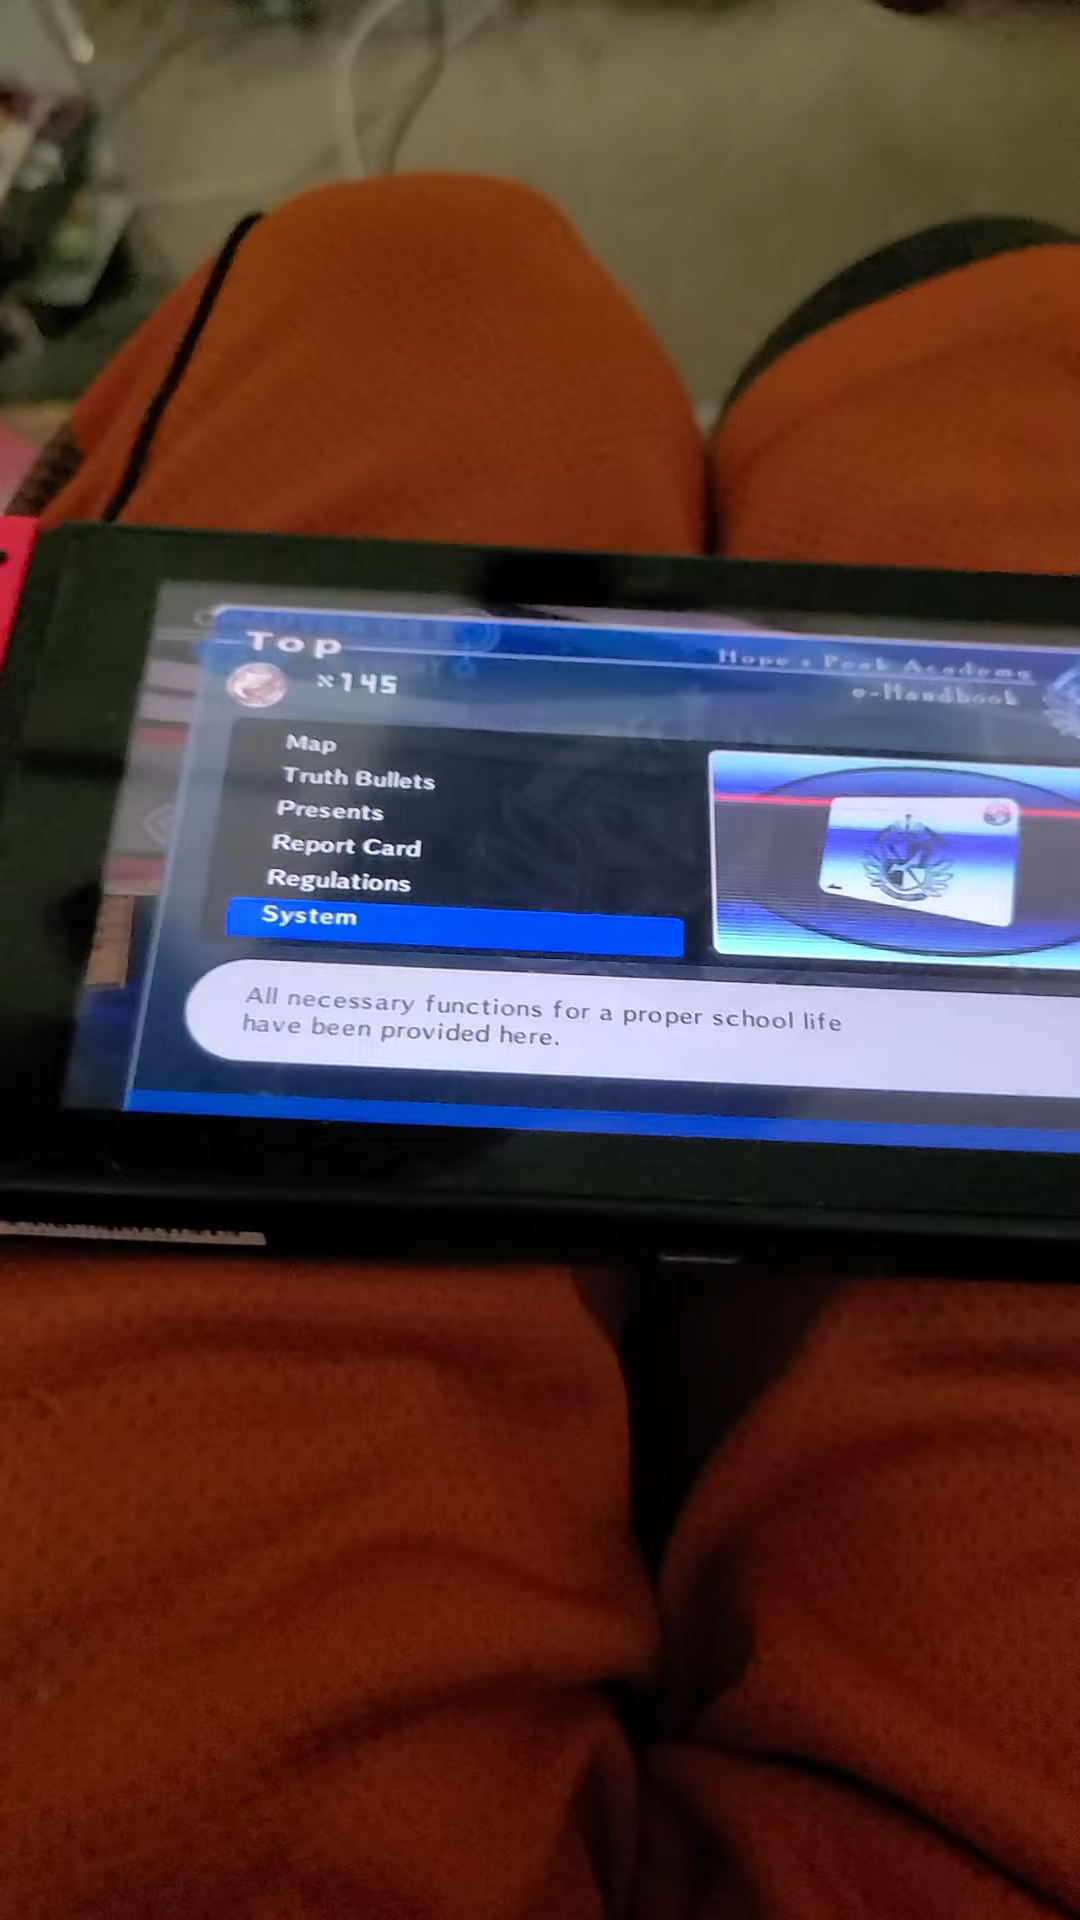 Top
Hope's Peak Academy
×145
e-Handbook
Map
Truth Bullets
Presents
Report Card
Regulations
System
All necessary functions for a proper school life
have been provided here.